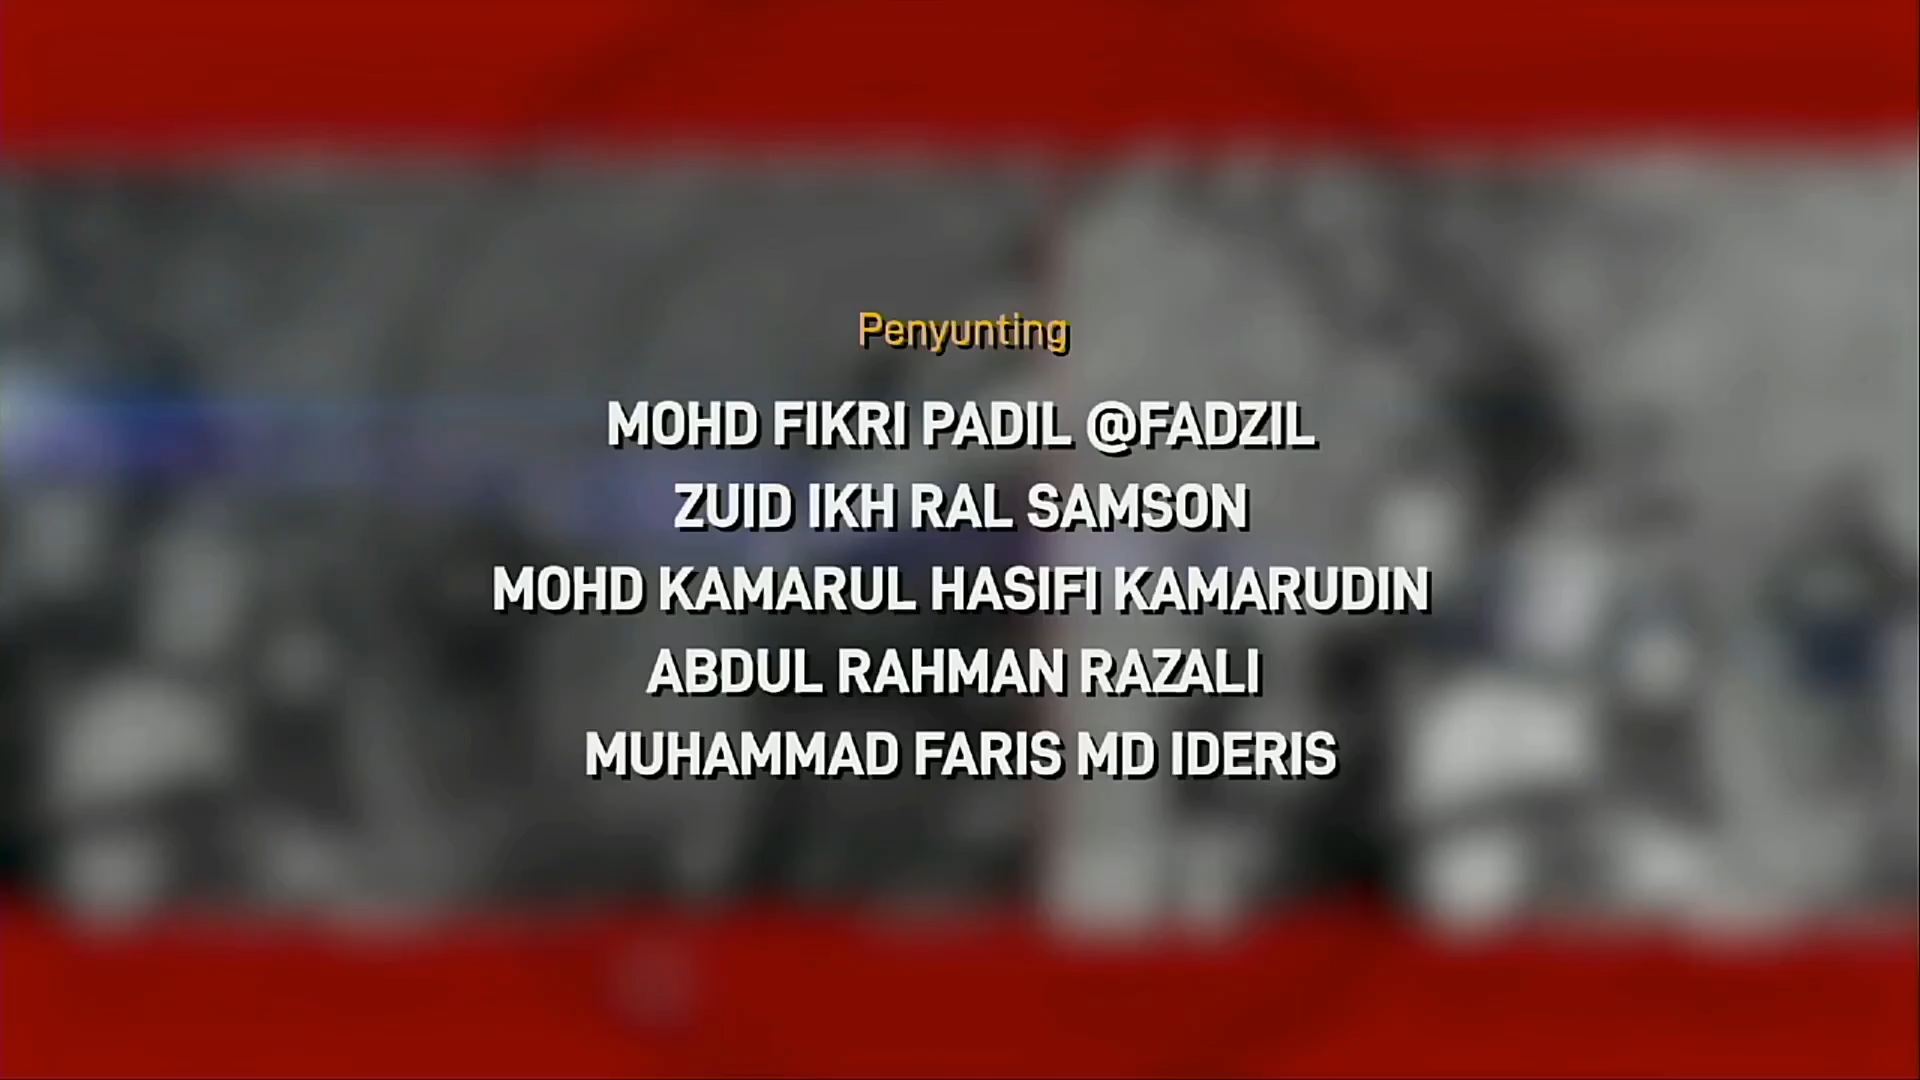 Penyunting
MOHD FIKRI PADIL @FADZIL
ZUID IKH RAL SAMSON
MOHD KAMARUL HASIFI KAMARUDIN
ABDUL RAHMAN RAZALI
MUHAMMAD FARIS MD IDERIS